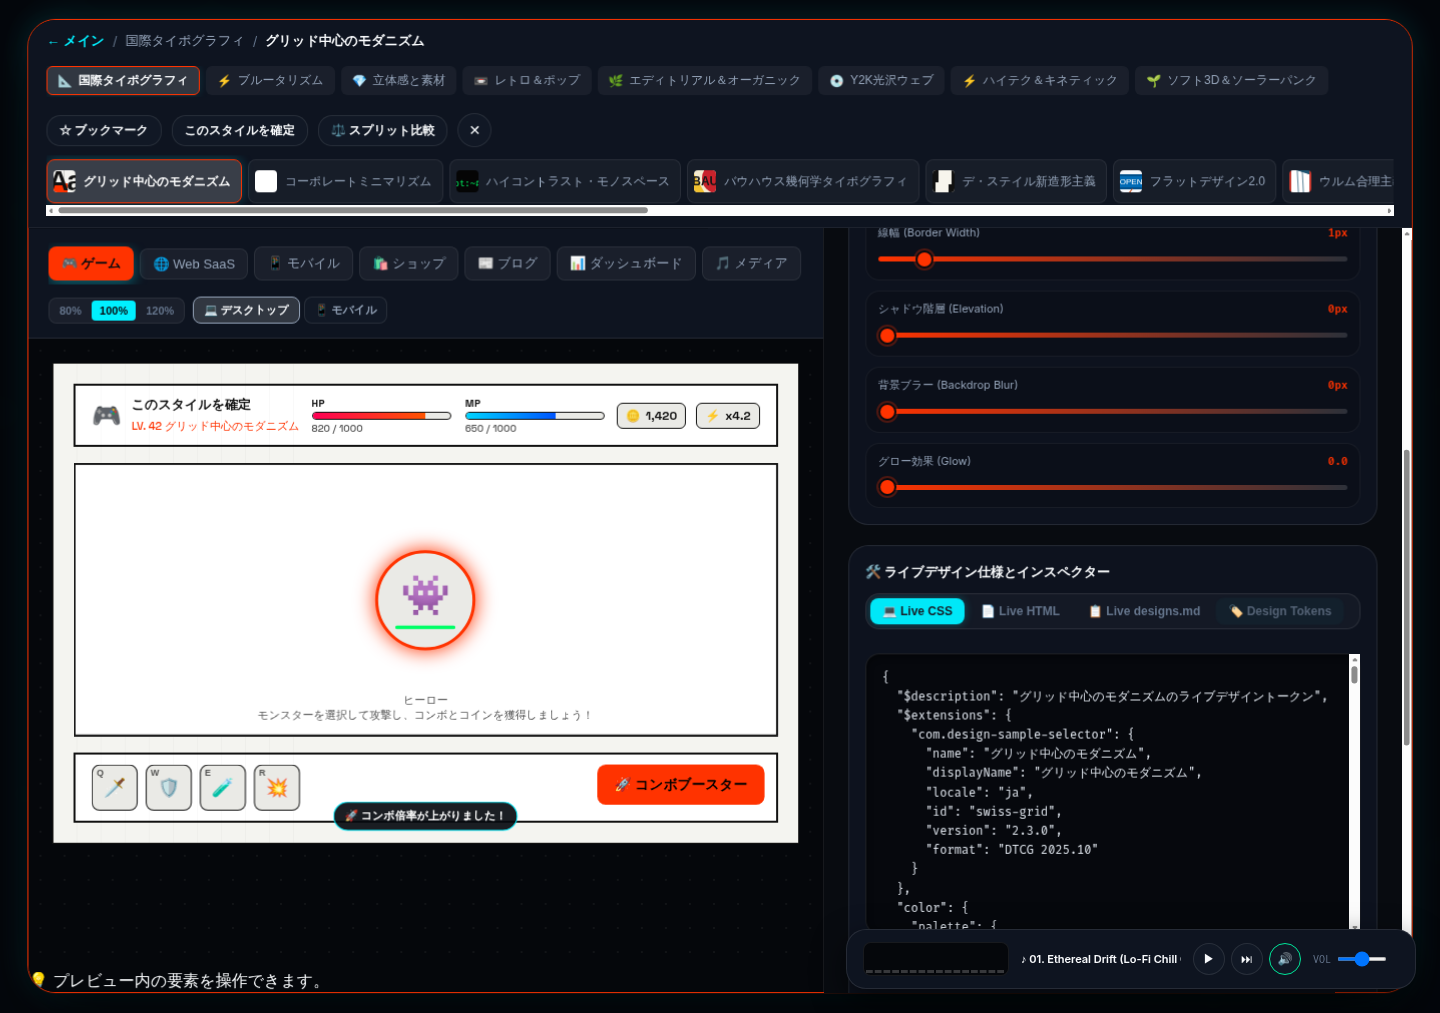 ← メイン / 国際タイポグラフィ / グリッド中心のモダニズム
国際タイポグラフィ ブルータリズム 立体感と素材 レトロ＆ポップ エディトリアル＆オーガニック Y2K光沢ウェブ ハイテク＆キネティック ソフト3D＆ソーラーパンク
☆ ブックマーク このスタイルを確定 スプリット比較 ✕
Aa グリッド中心のモダニズム コーポレートミニマリズム ハイコントラスト・モノスペース BAU バウハウス幾何学タイポグラフィ デ・ステイル新造形主義 OPEN フラットデザイン2.0 ウルム合理主
ゲーム Web SaaS モバイル ショップ ブログ ダッシュボード メディア
80% 100% 120% デスクトップ モバイル
このスタイルを確定
LV. 42 グリッド中心のモダニズム
HP
820 / 1000
MP
650 / 1000
1,420
x4.2
ヒーロー
モンスターを選択して攻撃し、コンボとコインを獲得しましょう！
Q W E R
コンボブースター
コンボ倍率が上がりました！
プレビュー内の要素を操作できます。
線幅 (Border Width) 1px
シャドウ階層 (Elevation) 0px
背景ブラー (Backdrop Blur) 0px
グロー効果 (Glow) 0.0
ライブデザイン仕様とインスペクター
Live CSS Live HTML Live designs.md Design Tokens
{
"$description": "グリッド中心のモダニズムのライブデザイントークン",
"$extensions": {
"com.design-sample-selector": {
"name": "グリッド中心のモダニズム",
"displayName": "グリッド中心のモダニズム",
"locale": "ja",
"id": "swiss-grid",
"version": "2.3.0",
"format": "DTCG 2025.10"
}
},
"color": {
"palette": {
♪ 01. Ethereal Drift (Lo-Fi Chill
VOL